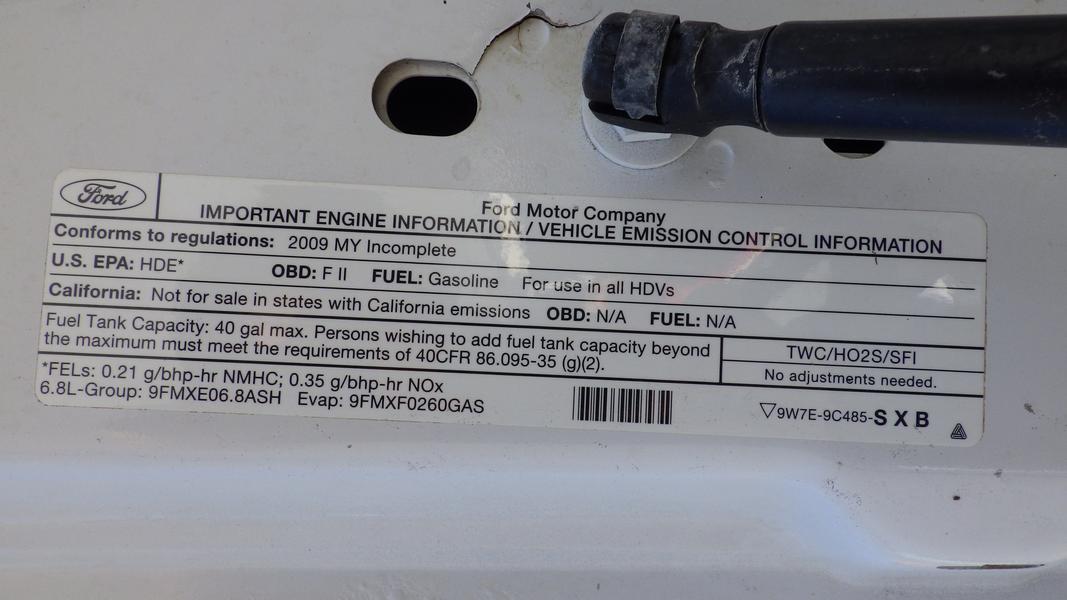 Ford
Ford Motor Company
IMPORTANT ENGINE INFORMATION / VEHICLE EMISSION CONTROL INFORMATION
Conforms to regulations: 2009 MY Incomplete
U.S. EPA: HDE* OBD: F II FUEL: Gasoline For use in all HDVs
California: Not for sale in states with California emissions OBD: N/A FUEL: N/A
Fuel Tank Capacity: 40 gal max. Persons wishing to add fuel tank capacity beyond
the maximum must meet the requirements of 40CFR 86.095-35 (g)(2).
TWC/HO2S/SFI
No adjustments needed.
*FELs: 0.21 g/bhp-hr NMHC; 0.35 g/bhp-hr NOx
6.8L-Group: 9FMXE06.8ASH Evap: 9FMXF0260GAS
▽9W7E-9C485-S X B